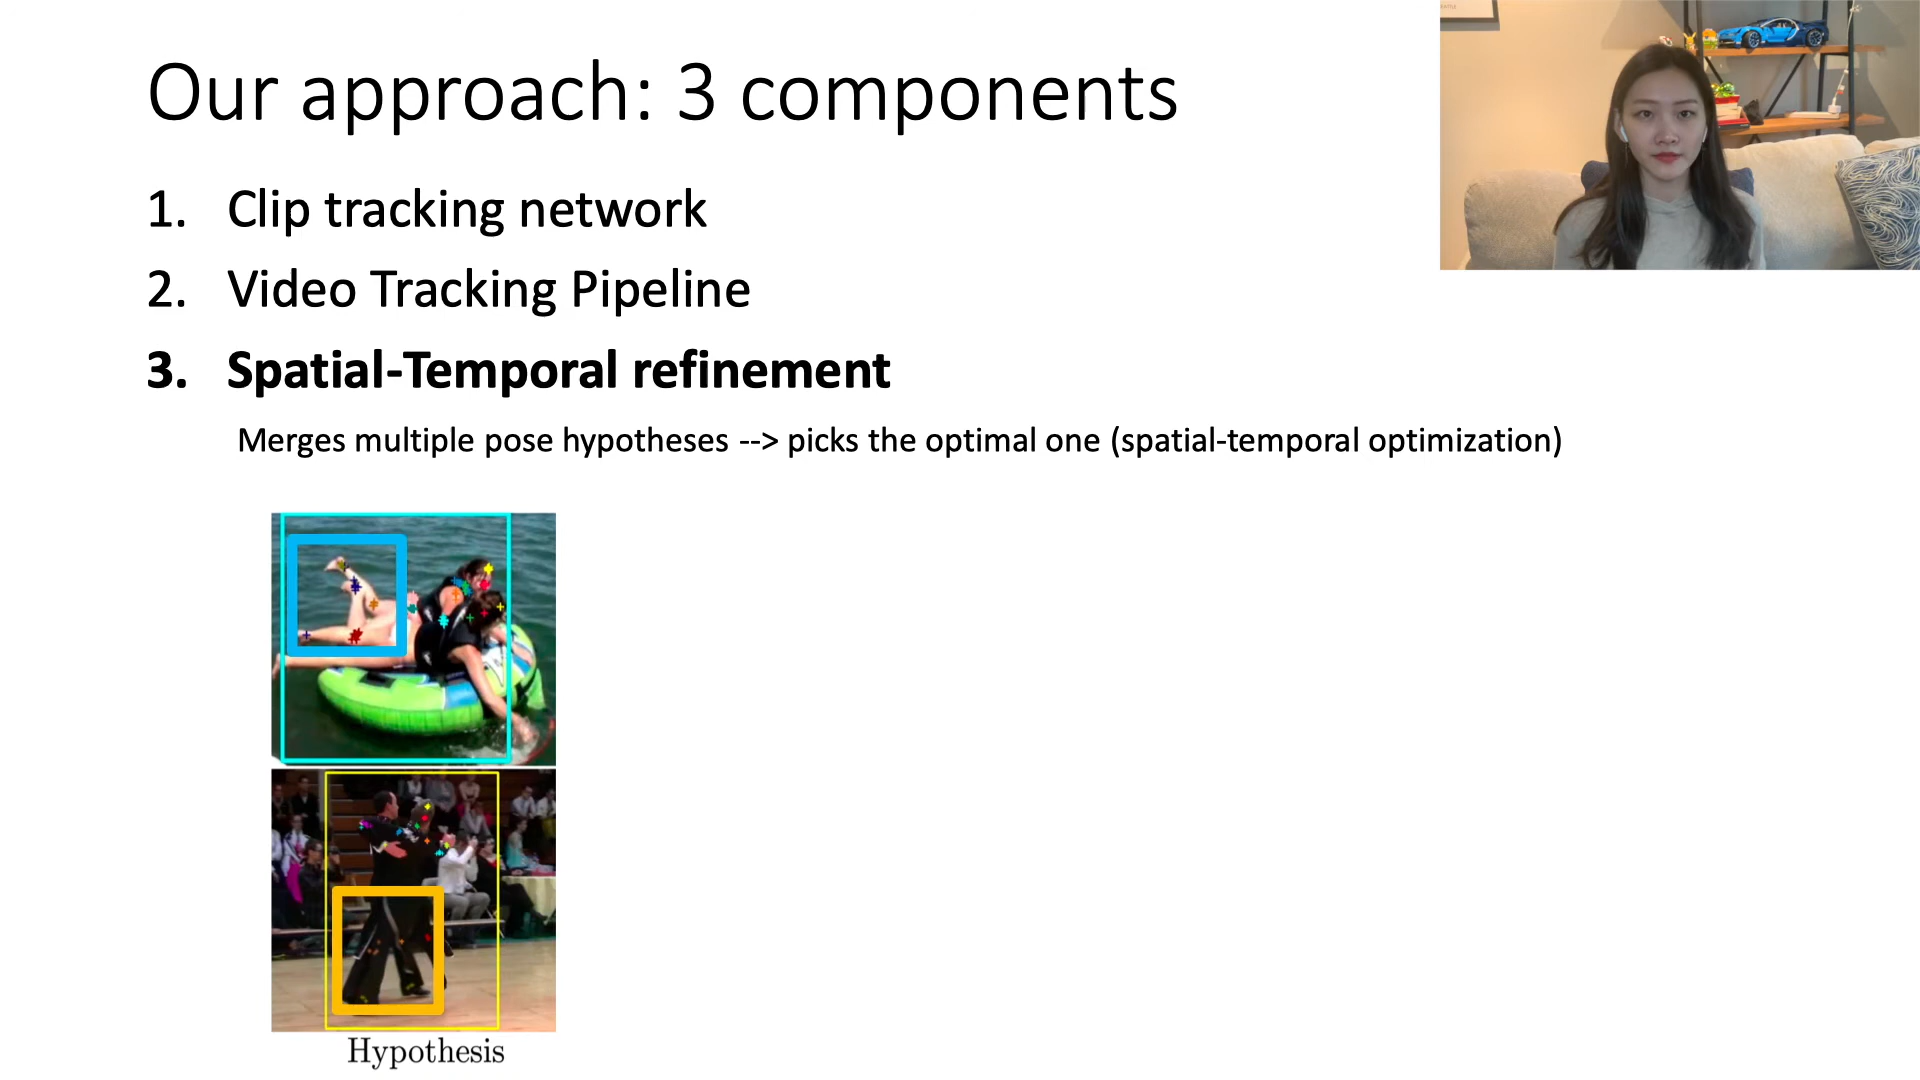 Our approach: 3 components
1. Clip tracking network
2. Video Tracking Pipeline
3. Spatial-Temporal refinement
Merges multiple pose hypotheses --> picks the optimal one (spatial-temporal optimization)
Hypothesis